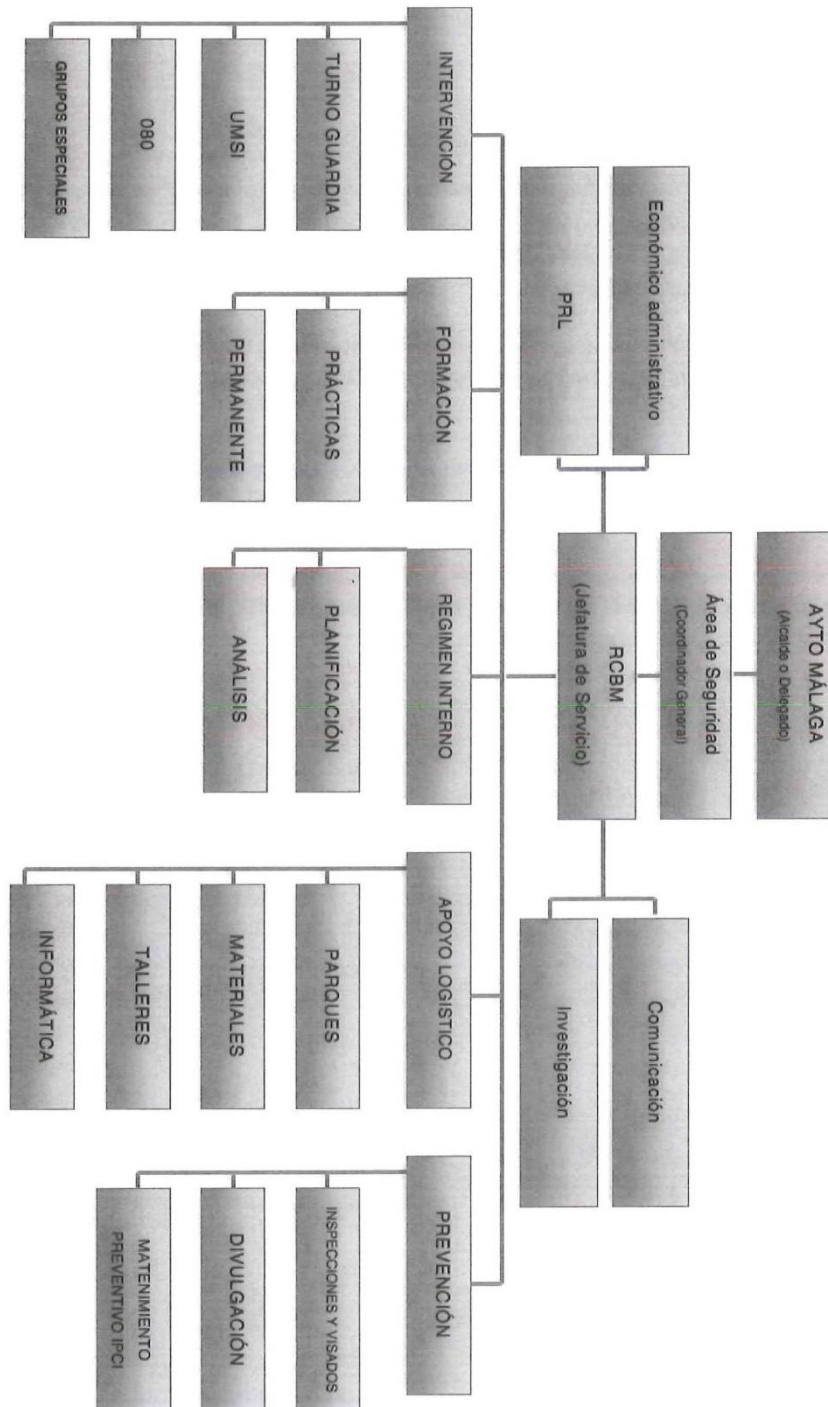 AYTO MÁLAGA
(Alcalde o Delegado)
Área de Seguridad
(Coordinador General)
RCBM
(Jefatura de Servicio)
Económico administrativo
PRL
Comunicación
Investigación
INTERVENCIÓN
TURNO GUARDIA
UMSI
080
GRUPOS ESPECIALES
FORMACIÓN
PRÁCTICAS
PERMANENTE
REGIMEN INTERNO
PLANIFICACIÓN
ANÁLISIS
APOYO LOGISTICO
PARQUES
MATERIALES
TALLERES
INFORMÁTICA
PREVENCIÓN
INSPECCIONES Y VISADOS
DIVULGACIÓN
MATENIMIENTO
PREVENTIVO IPCI